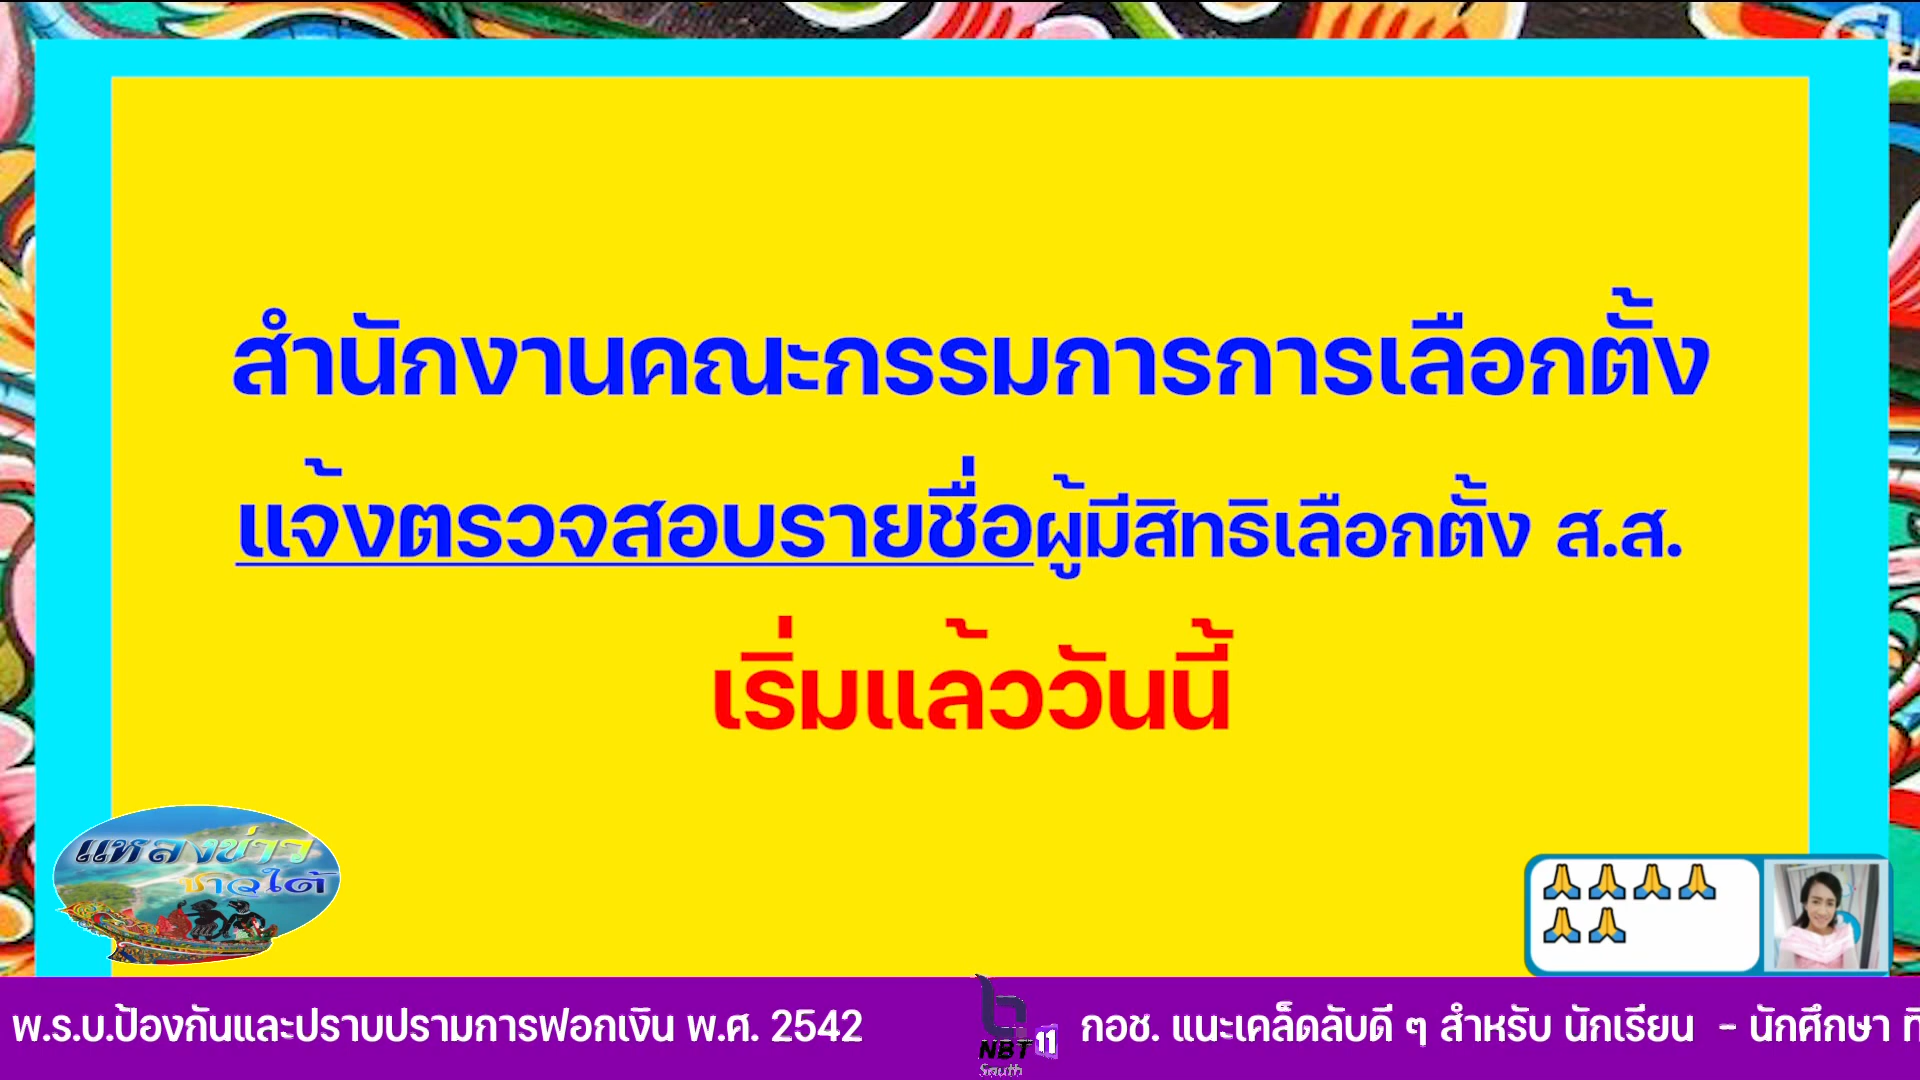 สำนักงานคณะกรรมการการเลือกตั้ง
แจ้งตรวจสอบรายชื่อผู้มีสิทธิเลือกตั้ง ส.ส.
เริ่มแล้ววันนี้
แหลงข่าว
ชาวใต้
🙏🙏🙏🙏
🙏🙏
พ.ร.บ.ป้องกันและปราบปรามการฟอกเงิน พ.ศ. 2542
NBT 11
South
กอช. แนะเคล็ดลับดี ๆ สำหรับ นักเรียน - นักศึกษา